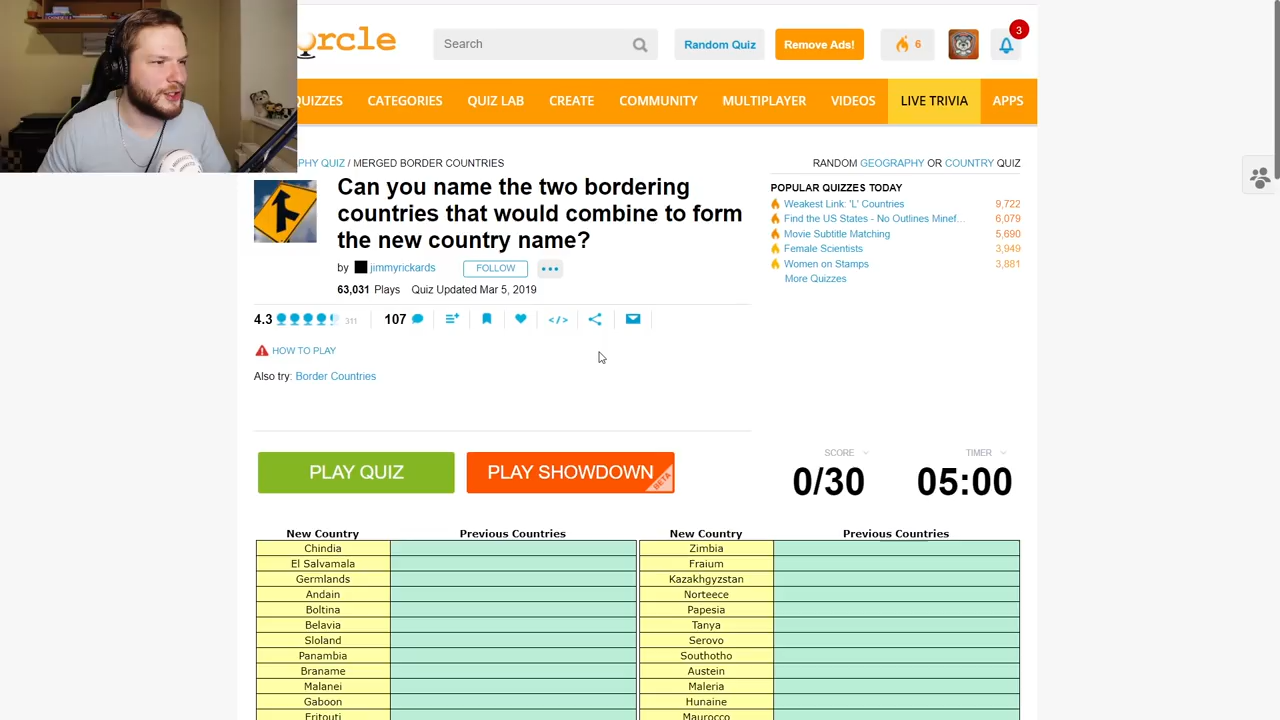 orcle
Search
Random Quiz
Remove Ads!
6
3
QUIZZES
CATEGORIES
QUIZ LAB
CREATE
COMMUNITY
MULTIPLAYER
VIDEOS
LIVE TRIVIA
APPS
PHY QUIZ / MERGED BORDER COUNTRIES
RANDOM GEOGRAPHY OR COUNTRY QUIZ
Can you name the two bordering
countries that would combine to form
the new country name?
by jimmyrickards
FOLLOW
63,031 Plays Quiz Updated Mar 5, 2019
4.3
311
107
</>
HOW TO PLAY
Also try: Border Countries
POPULAR QUIZZES TODAY
Weakest Link: 'L' Countries 9,722
Find the US States - No Outlines Minef... 6,079
Movie Subtitle Matching 5,690
Female Scientists 3,949
Women on Stamps 3,881
More Quizzes
PLAY QUIZ
PLAY SHOWDOWN
BETA
SCORE
0/30
TIMER
05:00
New Country Previous Countries New Country Previous Countries
Chindia Zimbia
El Salvamala Fraium
Germlands Kazakhgyzstan
Andain Norteece
Boltina Papesia
Belavia Tanya
Sloland Serovo
Panambia Southotho
Braname Austein
Malanei Maleria
Gaboon Hunaine
Eritouti Maurocco